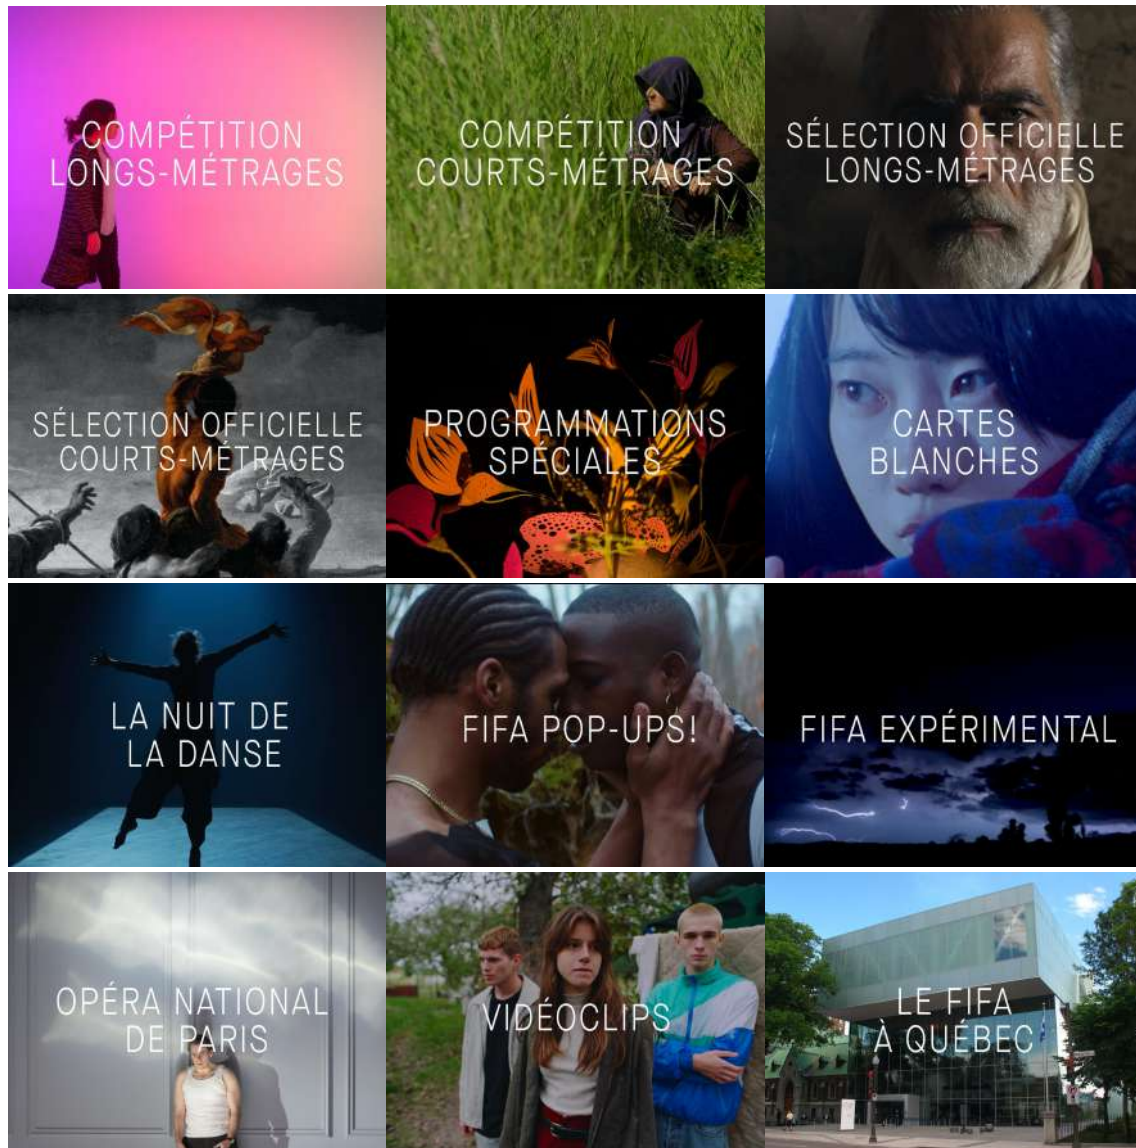 COMPÉTITION
LONGS-MÉTRAGES
COMPÉTITION
COURTS-MÉTRAGES
SÉLECTION OFFICIELLE
LONGS-MÉTRAGES
SÉLECTION OFFICIELLE
COURTS-MÉTRAGES
PROGRAMMATIONS
SPÉCIALES
CARTES
BLANCHES
LA NUIT DE
LA DANSE
FIFA POP-UPS!
FIFA EXPÉRIMENTAL
OPÉRA NATIONAL
DE PARIS
VIDÉOCLIPS
LE FIFA
À QUÉBEC